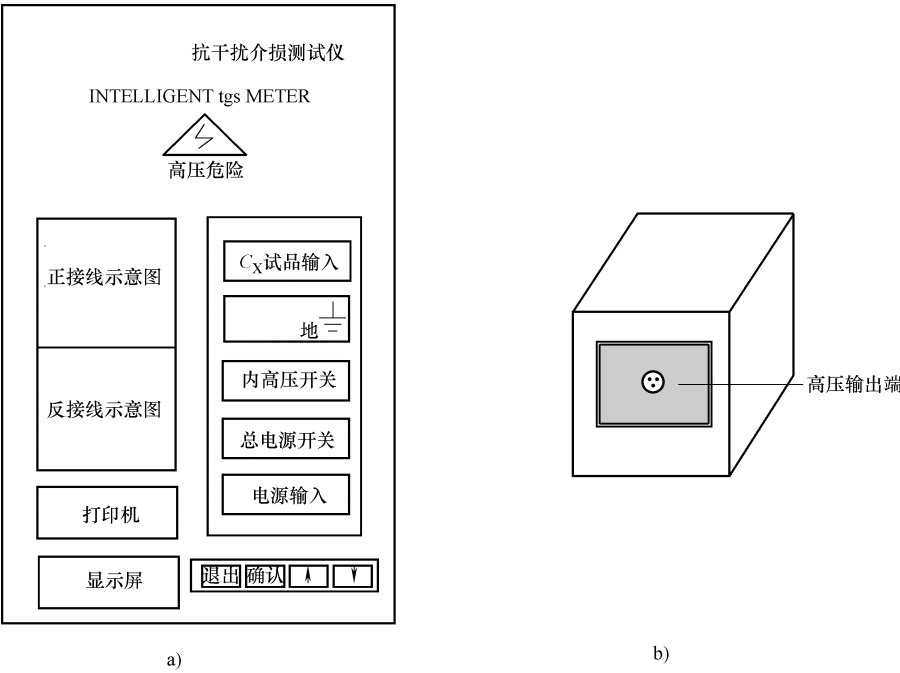 抗干扰介损测试仪
INTELLIGENT tgs METER
高压危险
正接线示意图
反接线示意图
打印机
显示屏
CX试品输入
地
内高压开关
总电源开关
电源输入
退出 确认
a)
高压输出端
b)